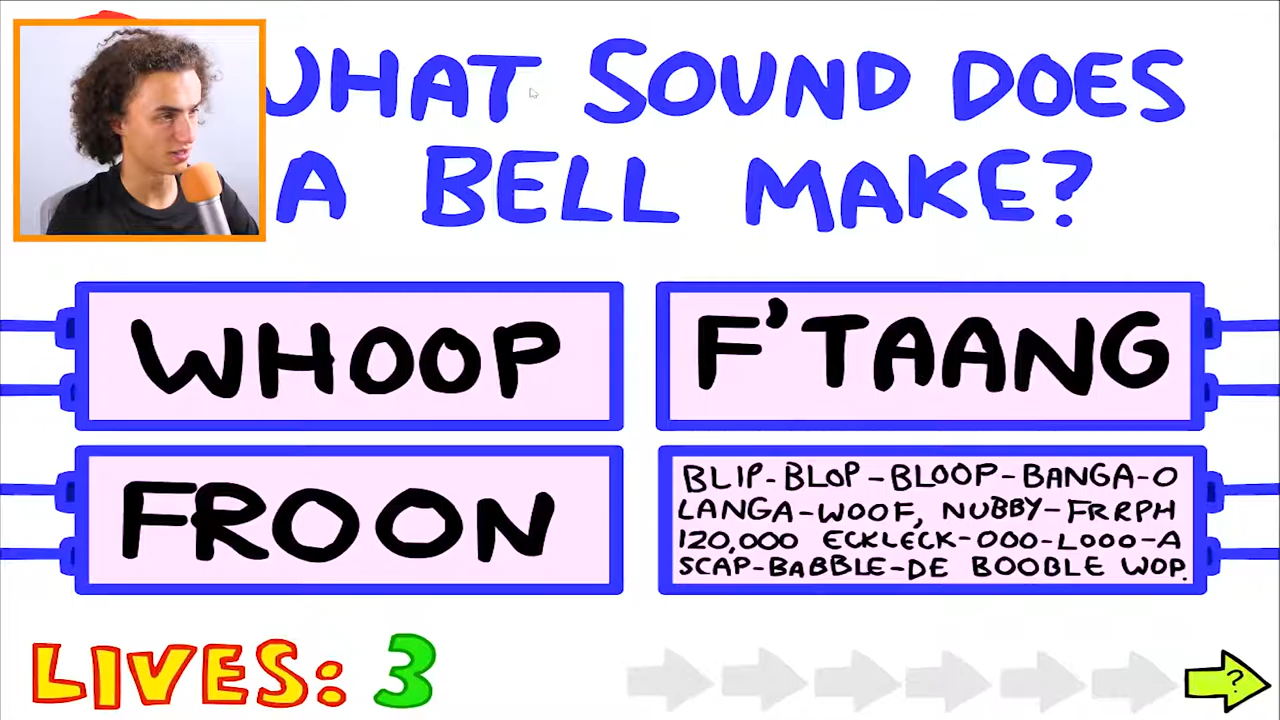 WHAT SOUND DOES
A BELL MAKE?
WHOOP
F'TAANG
FROON
BLIP-BLOP-BLOOP-BANGA-O
LANGA-WOOF, NUBBY-FRRPH
120,000 ECKLECK-OOO-LOOO-A
SCAP-BABBLE-DE BOOBLE WOP.
LIVES: 3
?